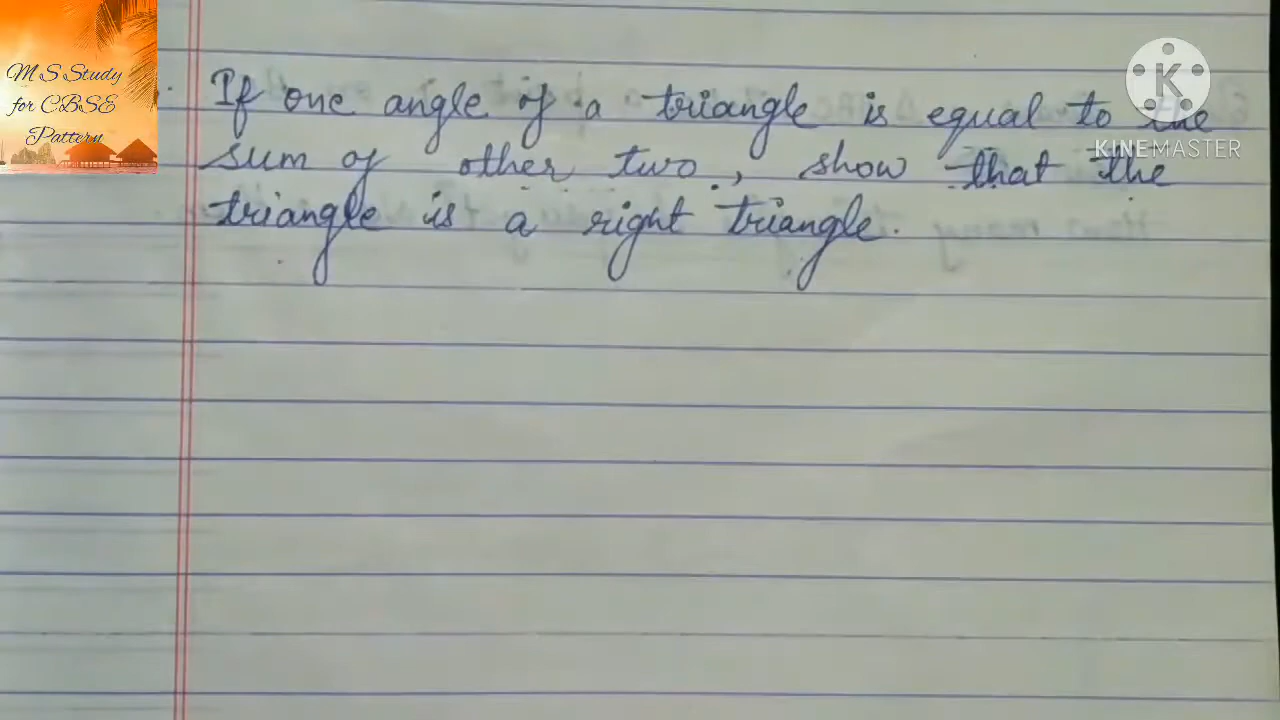 M S Study
for CBSE
Pattern
KINEMASTER
If one angle of a triangle is equal to the
sum of other two, show that the
triangle is a right triangle.